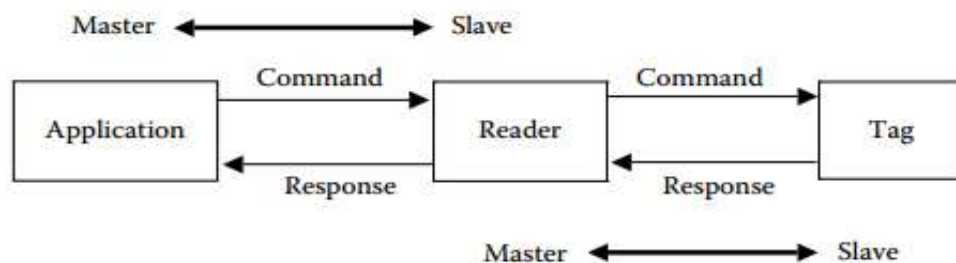 Master Slave
Command Command
Application Reader Tag
Response Response
Master Slave